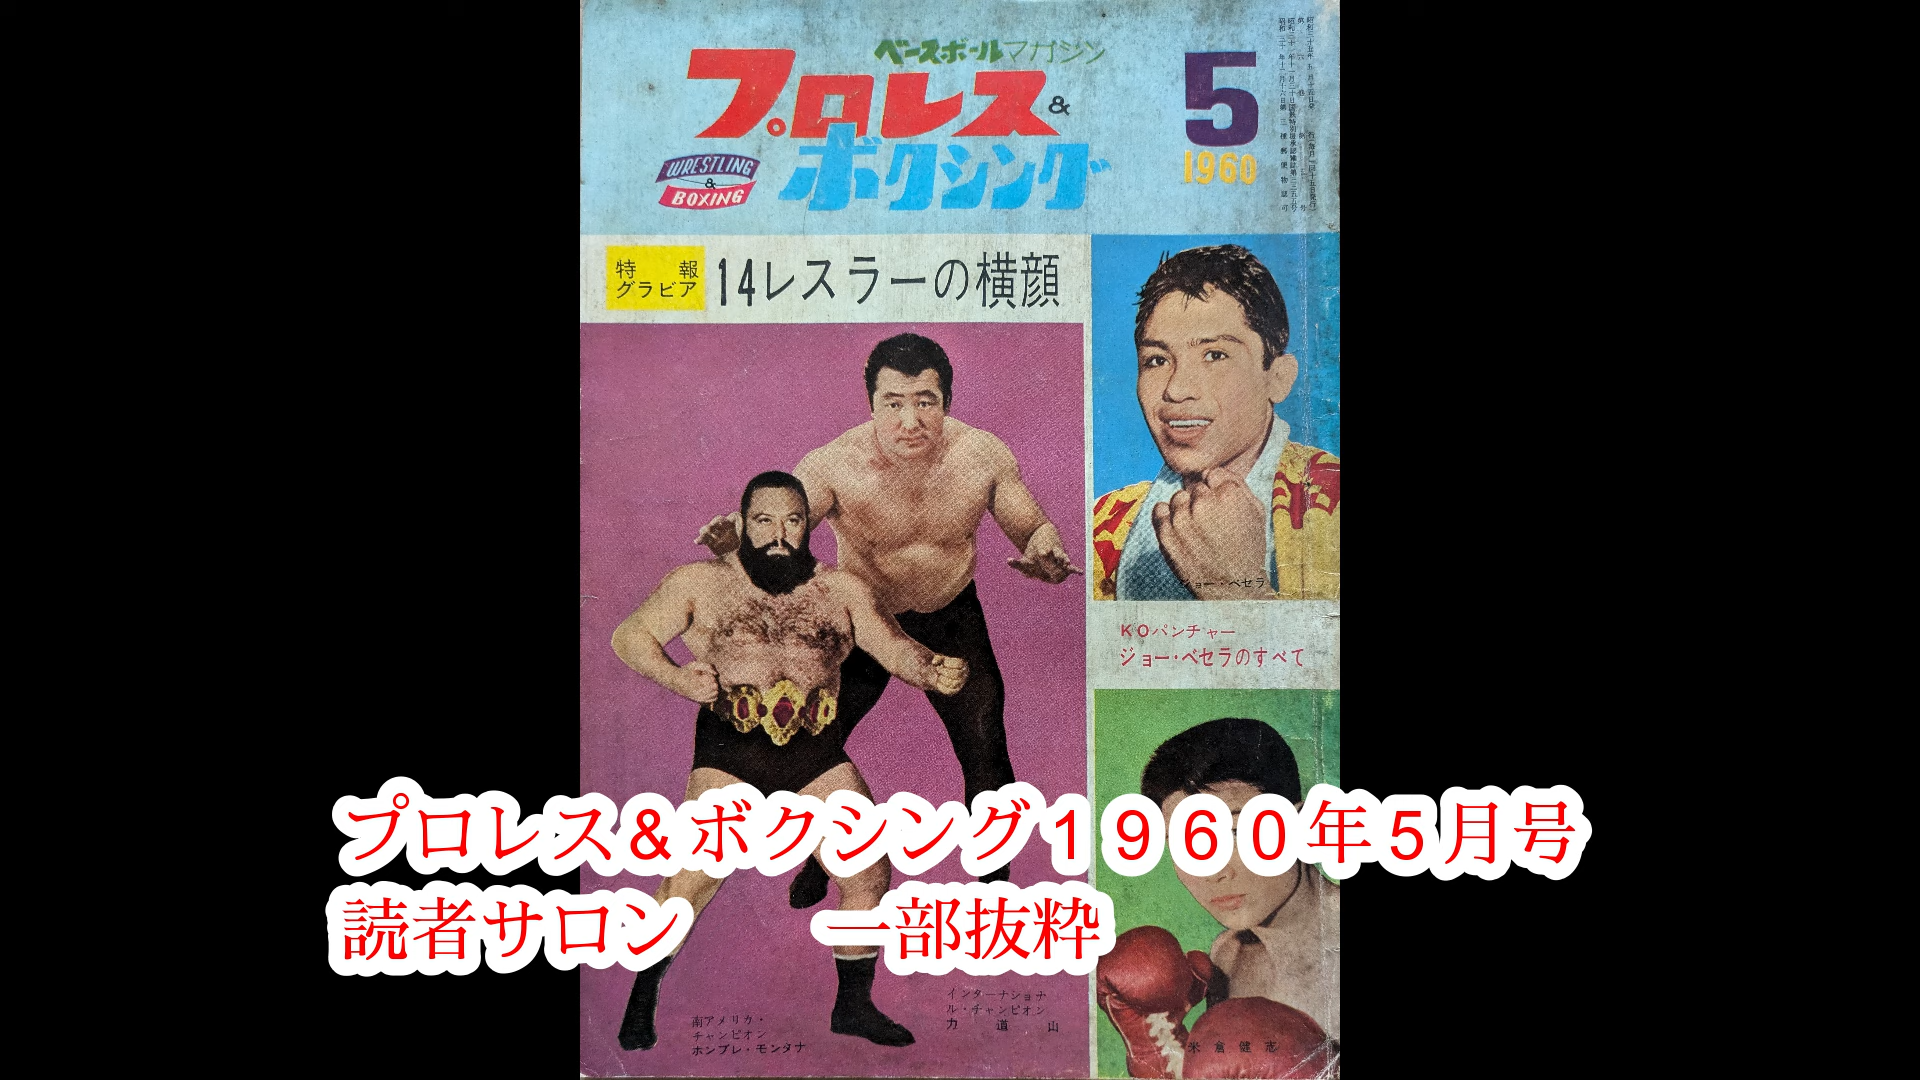 ベースボールマガジン
プロレス&
ボクシング
WRESTLING
&
BOXING
5
1960
特報
グラビア
14レスラーの横顔
ジョー・ベセラ
KOパンチャー
ジョー・ベセラのすべて
プロレス&ボクシング1960年5月号
読者サロン　　一部抜粋
南アメリカ・
チャンピオン
ホンブレ・モンタナ
インターナショナ
ル・チャンピオン
力道山
米倉健志